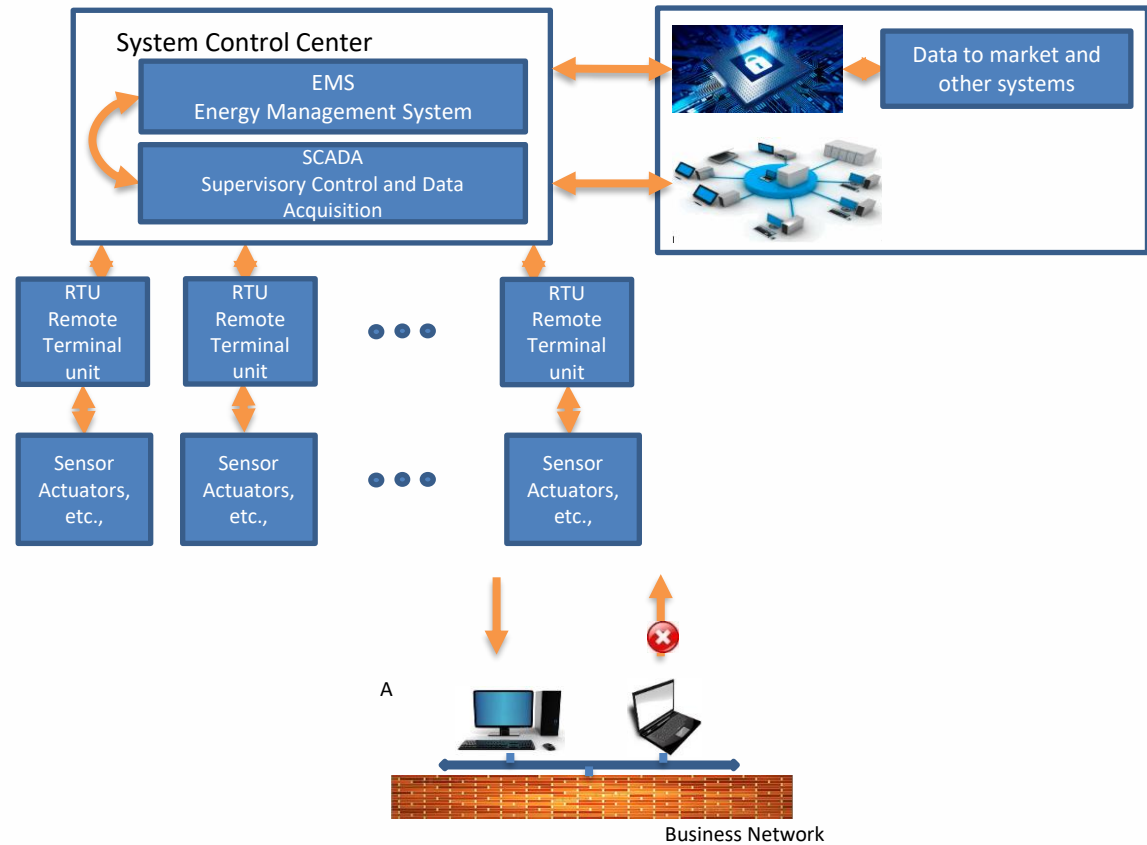 System Control Center
EMS
Energy Management System
SCADA
Supervisory Control and Data
Acquisition
Data to market and
other systems
RTU
Remote
Terminal
unit
RTU
Remote
Terminal
unit
RTU
Remote
Terminal
unit
Sensor
Actuators,
etc.,
Sensor
Actuators,
etc.,
Sensor
Actuators,
etc.,
A
Business Network